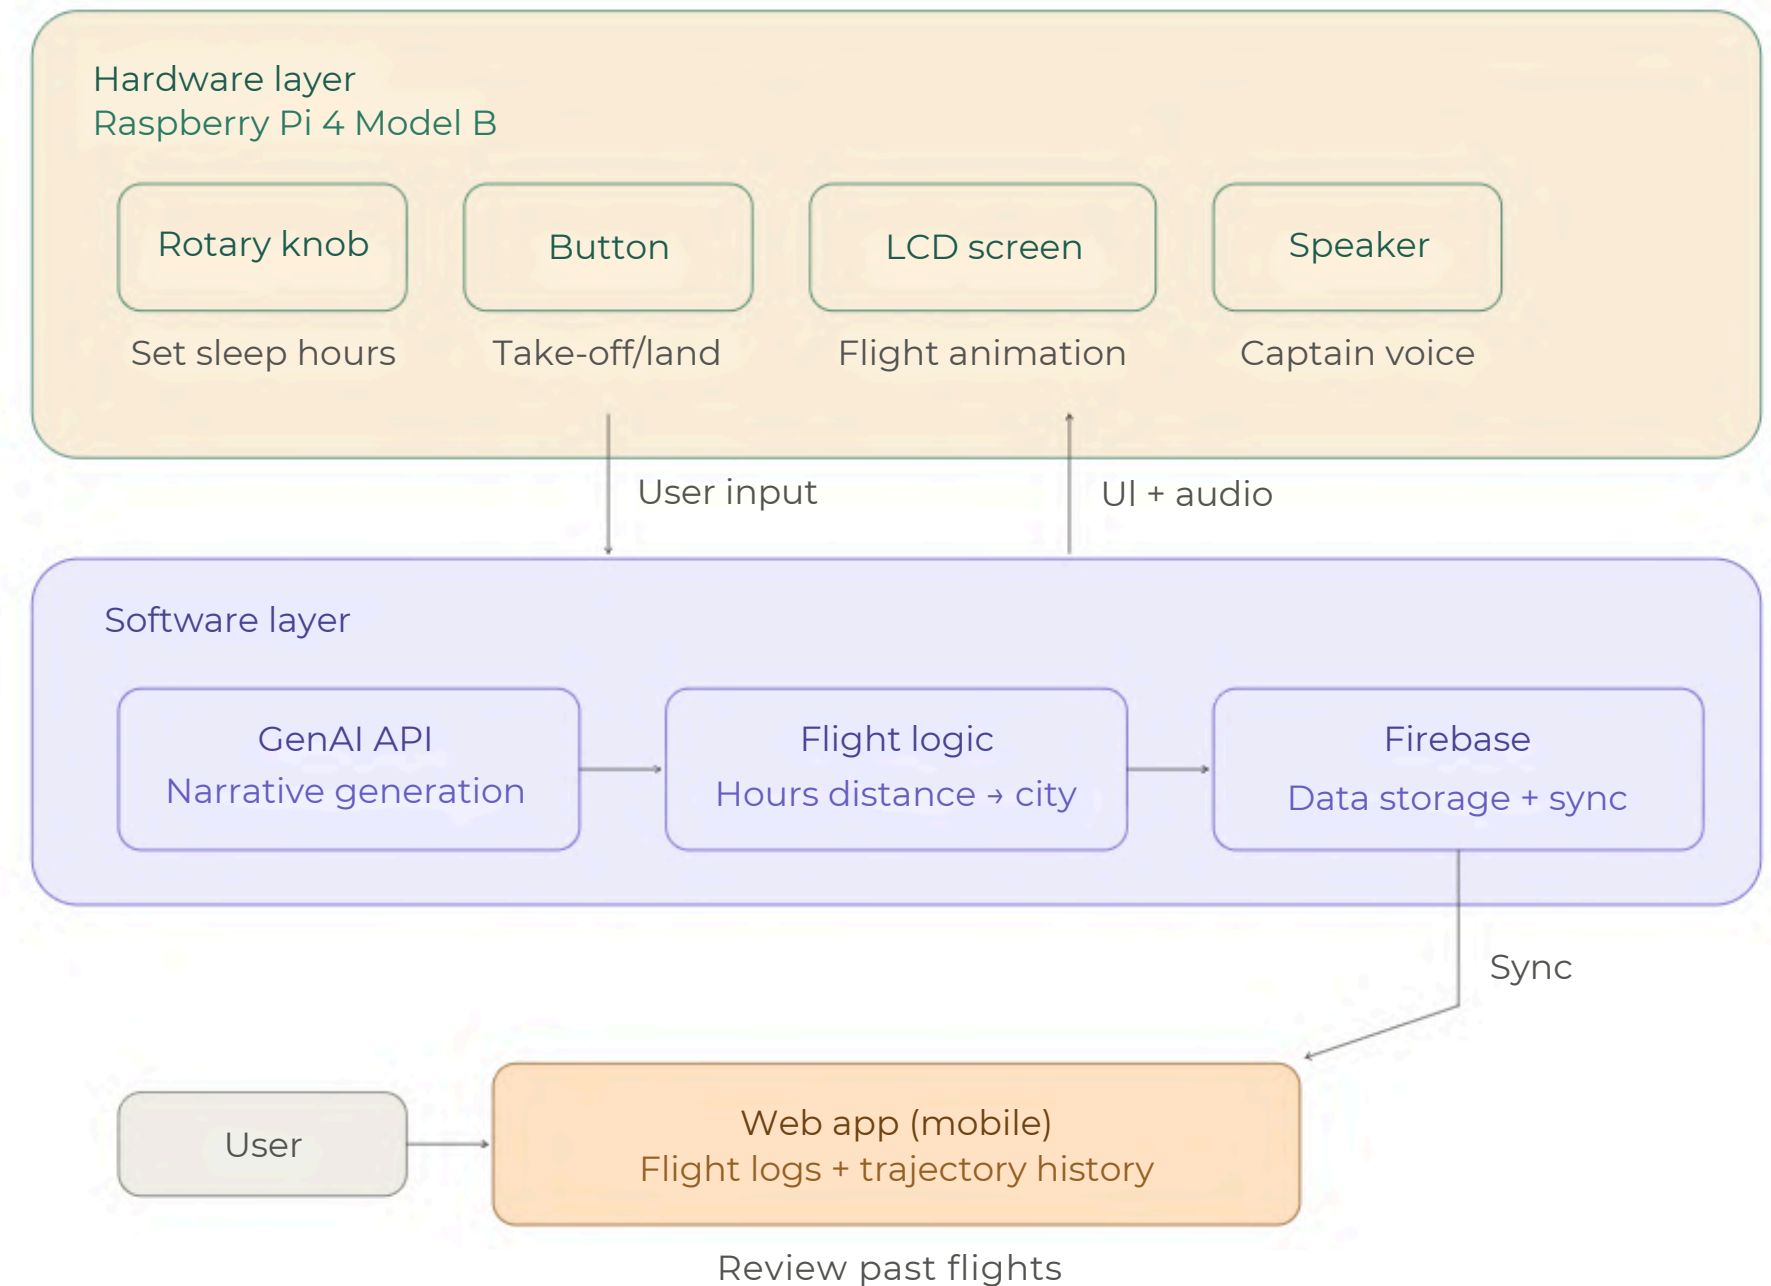 Hardware layer
Raspberry Pi 4 Model B
Rotary knob
Button
LCD screen
Speaker
Set sleep hours
Take-off/land
Flight animation
Captain voice
User input
UI + audio
Software layer
GenAI API
Narrative generation
Flight logic
Hours distance → city
Firebase
Data storage + sync
Sync
User
Web app (mobile)
Flight logs + trajectory history
Review past flights